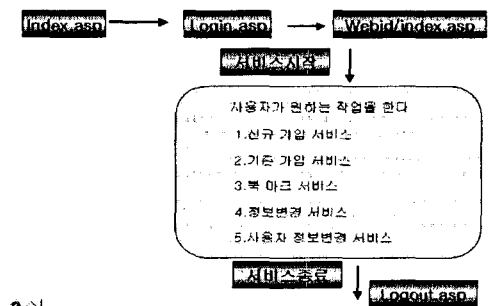 Index.asp Login.asp Webid/index.asp
서비스시작
사용자가 원하는 작업을 한다
1.신규 가입 서비스
2.기존 가입 서비스
3.북 마크 서비스
4.정보변경 서비스
5.사용자 정보변경 서비스
서비스종료
Logout.asp